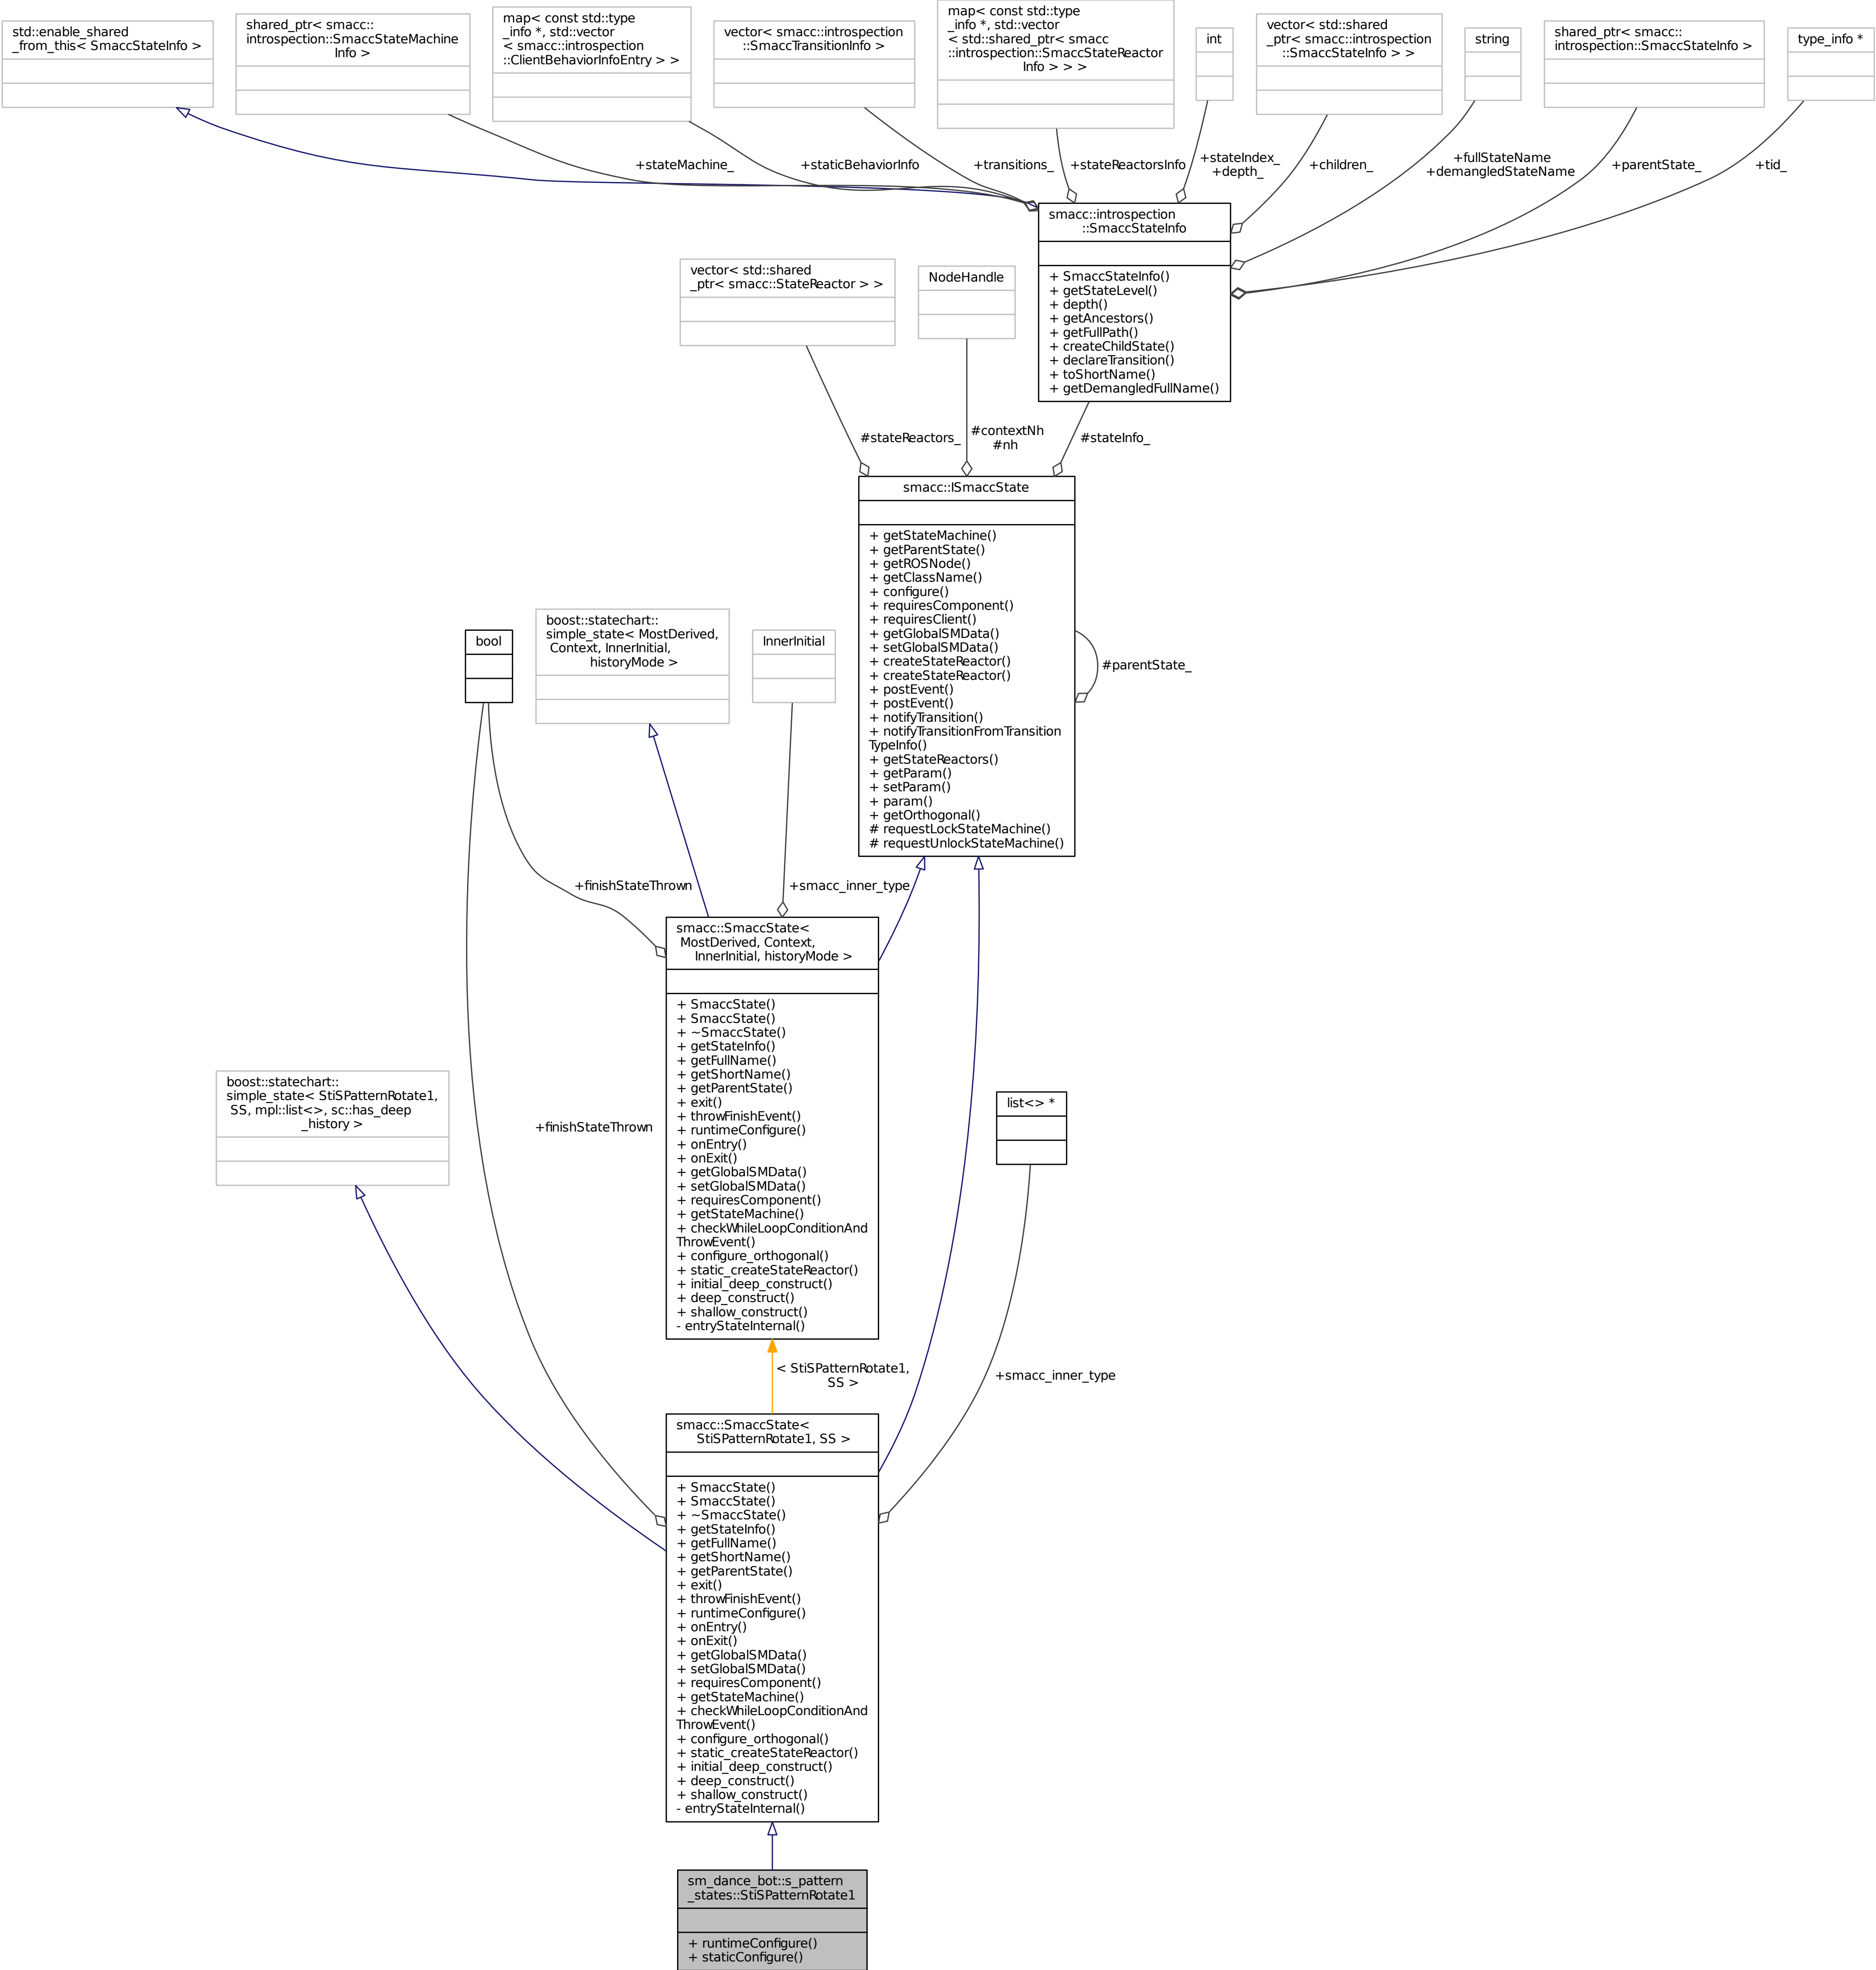 std::enable_shared
_from_this< SmaccStateInfo >
shared_ptr< smacc::
introspection::SmaccStateMachine
Info >
map< const std::type
_info *, std::vector
< smacc::introspection
::ClientBehaviorInfoEntry > >
vector< smacc::introspection
::SmaccTransitionInfo >
map< const std::type
_info *, std::vector
< std::shared_ptr< smacc
::introspection::SmaccStateReactor
Info > > >
int
vector< std::shared
_ptr< smacc::introspection
::SmaccStateInfo > >
string
shared_ptr< smacc::
introspection::SmaccStateInfo >
type_info *
+stateMachine_
+staticBehaviorInfo
+transitions_
+stateReactorsInfo
+stateIndex_
+depth_
+children_
+fullStateName
+demangledStateName
+parentState_
+tid_
smacc::introspection
::SmaccStateInfo
+ SmaccStateInfo()
+ getStateLevel()
+ depth()
+ getAncestors()
+ getFullPath()
+ createChildState()
+ declareTransition()
+ toShortName()
+ getDemangledFullName()
vector< std::shared
_ptr< smacc::StateReactor > >
NodeHandle
#stateReactors_
#contextNh
#nh
#stateInfo_
smacc::ISmaccState
+ getStateMachine()
+ getParentState()
+ getROSNode()
+ getClassName()
+ configure()
+ requiresComponent()
+ requiresClient()
+ getGlobalSMData()
+ setGlobalSMData()
+ createStateReactor()
+ createStateReactor()
+ postEvent()
+ postEvent()
+ notifyTransition()
+ notifyTransitionFromTransition
TypeInfo()
+ getStateReactors()
+ getParam()
+ setParam()
+ param()
+ getOrthogonal()
# requestLockStateMachine()
# requestUnlockStateMachine()
#parentState_
bool
boost::statechart::
simple_state< MostDerived,
Context, InnerInitial,
historyMode >
InnerInitial
+finishStateThrown
+smacc_inner_type
smacc::SmaccState<
MostDerived, Context,
InnerInitial, historyMode >
+ SmaccState()
+ SmaccState()
+ ~SmaccState()
+ getStateInfo()
+ getFullName()
+ getShortName()
+ getParentState()
+ exit()
+ throwFinishEvent()
+ runtimeConfigure()
+ onEntry()
+ onExit()
+ getGlobalSMData()
+ setGlobalSMData()
+ requiresComponent()
+ getStateMachine()
+ checkWhileLoopConditionAnd
ThrowEvent()
+ configure_orthogonal()
+ static_createStateReactor()
+ initial_deep_construct()
+ deep_construct()
+ shallow_construct()
- entryStateInternal()
boost::statechart::
simple_state< StiSPatternRotate1,
SS, mpl::list<>, sc::has_deep
_history >
+finishStateThrown
list<> *
< StiSPatternRotate1,
SS >
+smacc_inner_type
smacc::SmaccState<
StiSPatternRotate1, SS >
+ SmaccState()
+ SmaccState()
+ ~SmaccState()
+ getStateInfo()
+ getFullName()
+ getShortName()
+ getParentState()
+ exit()
+ throwFinishEvent()
+ runtimeConfigure()
+ onEntry()
+ onExit()
+ getGlobalSMData()
+ setGlobalSMData()
+ requiresComponent()
+ getStateMachine()
+ checkWhileLoopConditionAnd
ThrowEvent()
+ configure_orthogonal()
+ static_createStateReactor()
+ initial_deep_construct()
+ deep_construct()
+ shallow_construct()
- entryStateInternal()
sm_dance_bot::s_pattern
_states::StiSPatternRotate1
+ runtimeConfigure()
+ staticConfigure()